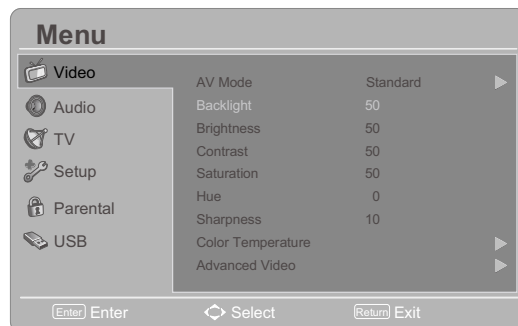 Menu
Video
Audio
TV
Setup
Parental
USB
AV Mode Standard
Backlight 50
Brightness 50
Contrast 50
Saturation 50
Hue 0
Sharpness 10
Color Temperature
Advanced Video
Enter Enter Select Return Exit